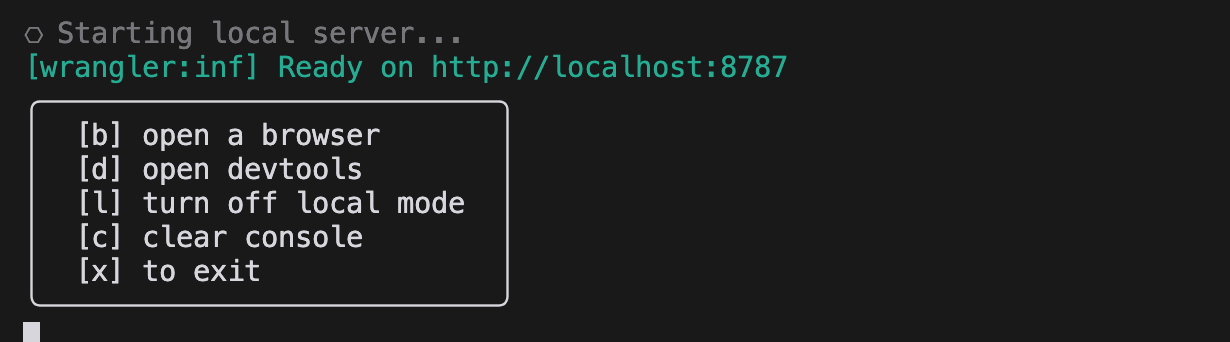 Starting local server...
[wrangler:inf] Ready on http://localhost:8787
[b] open a browser
[d] open devtools
[l] turn off local mode
[c] clear console
[x] to exit